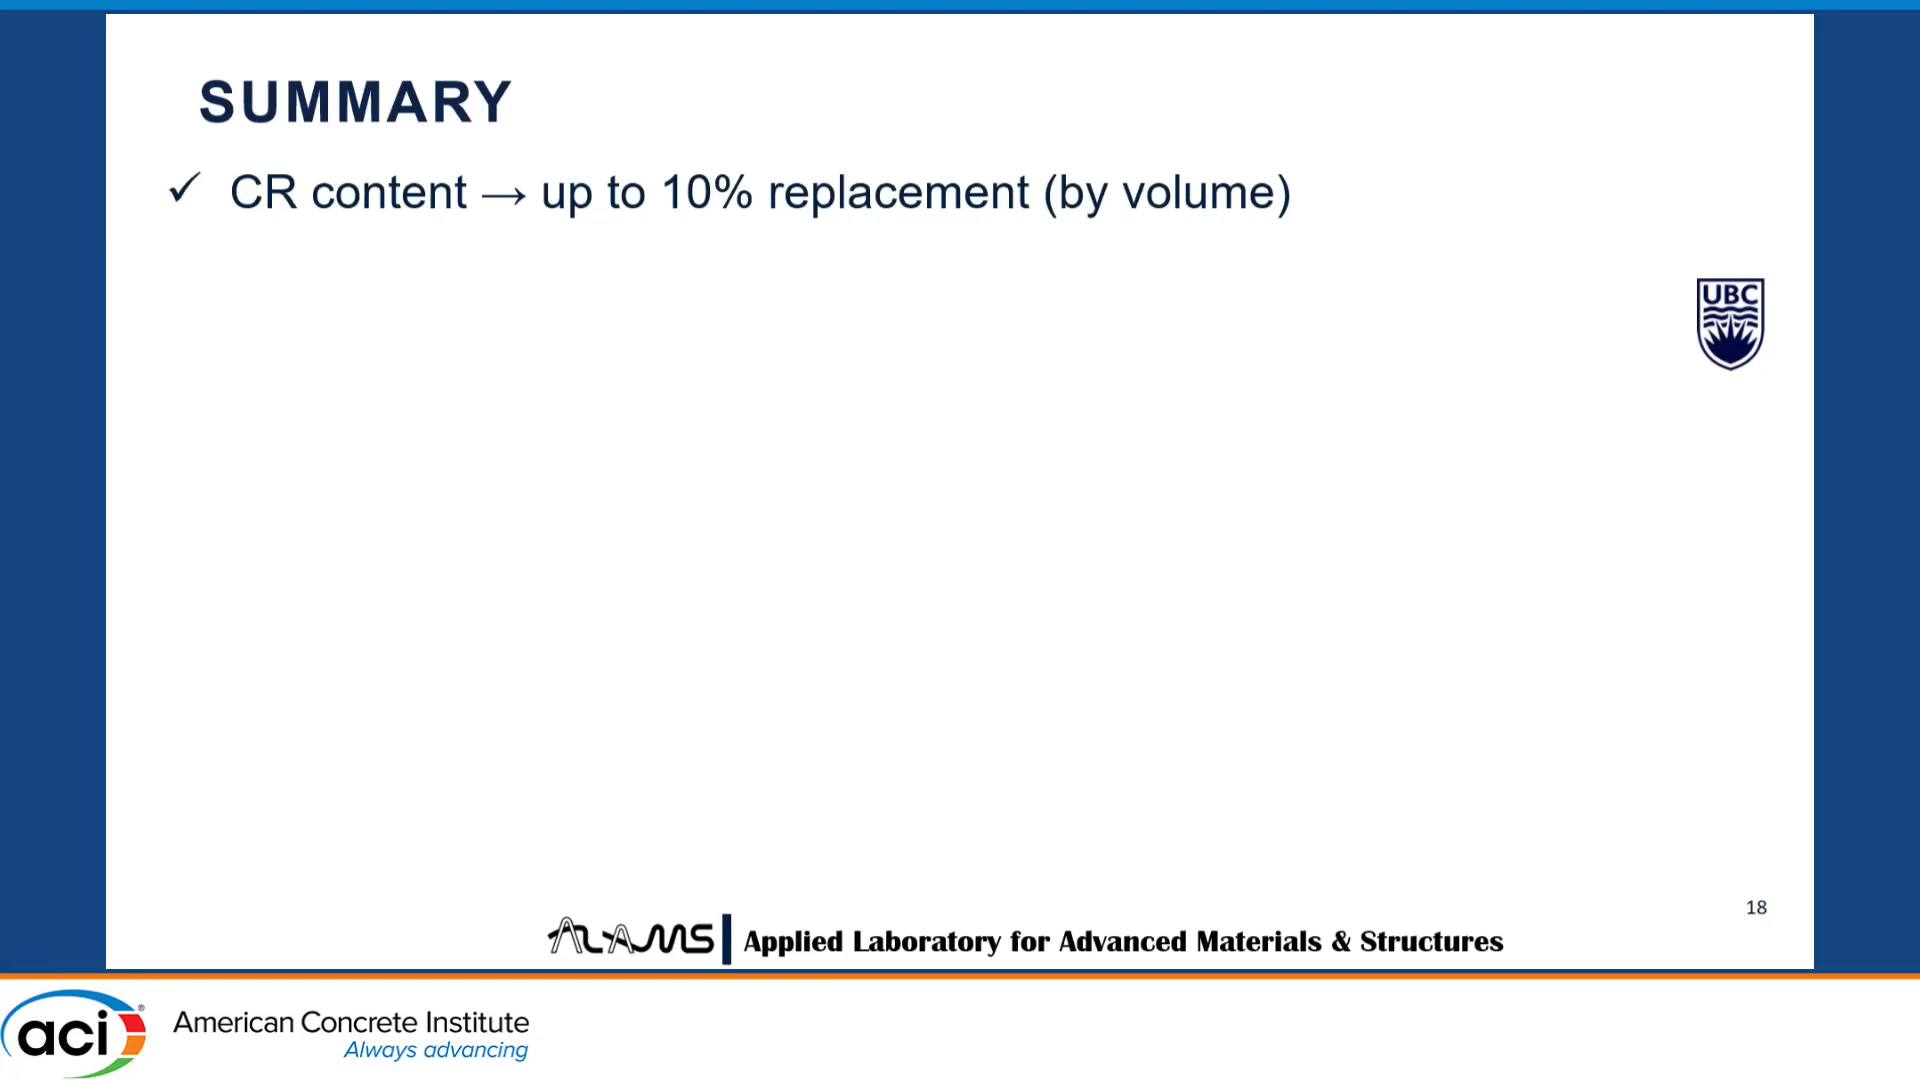 SUMMARY
✓ CR content → up to 10% replacement (by volume)
UBC
18
ALAMS Applied Laboratory for Advanced Materials & Structures
aci® American Concrete Institute
Always advancing